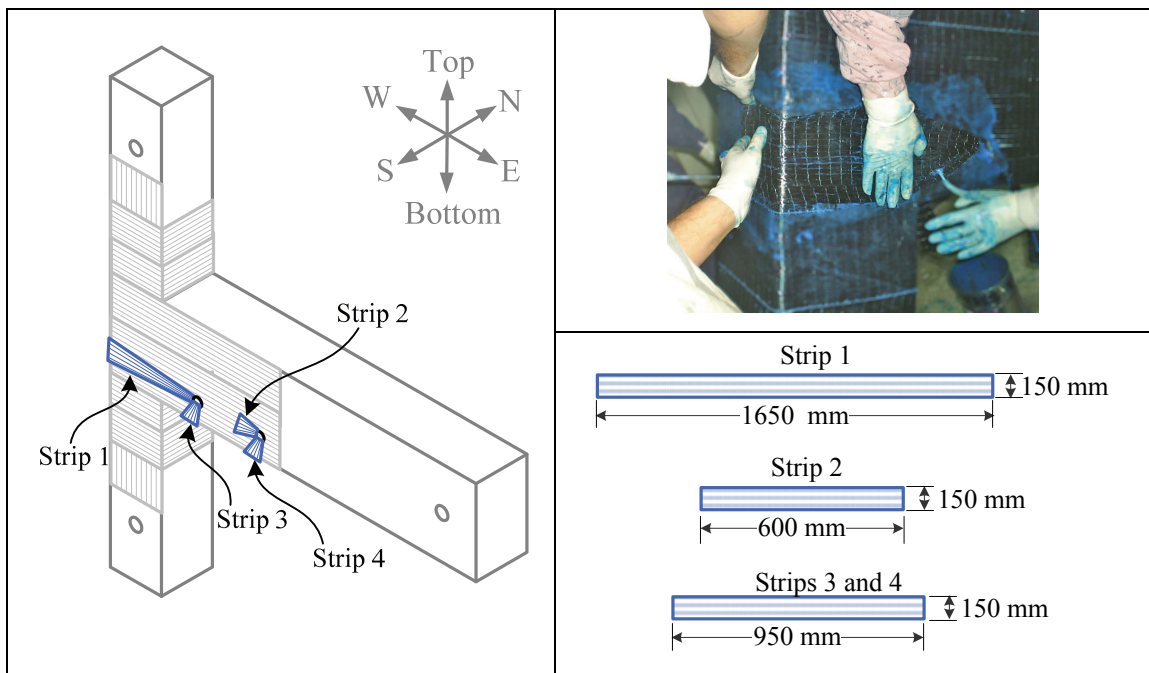 Top
W
N
S
E
Bottom
Strip 2
Strip 1
Strip 3
Strip 4
Strip 1
150 mm
1650 mm
Strip 2
150 mm
600 mm
Strips 3 and 4
150 mm
950 mm